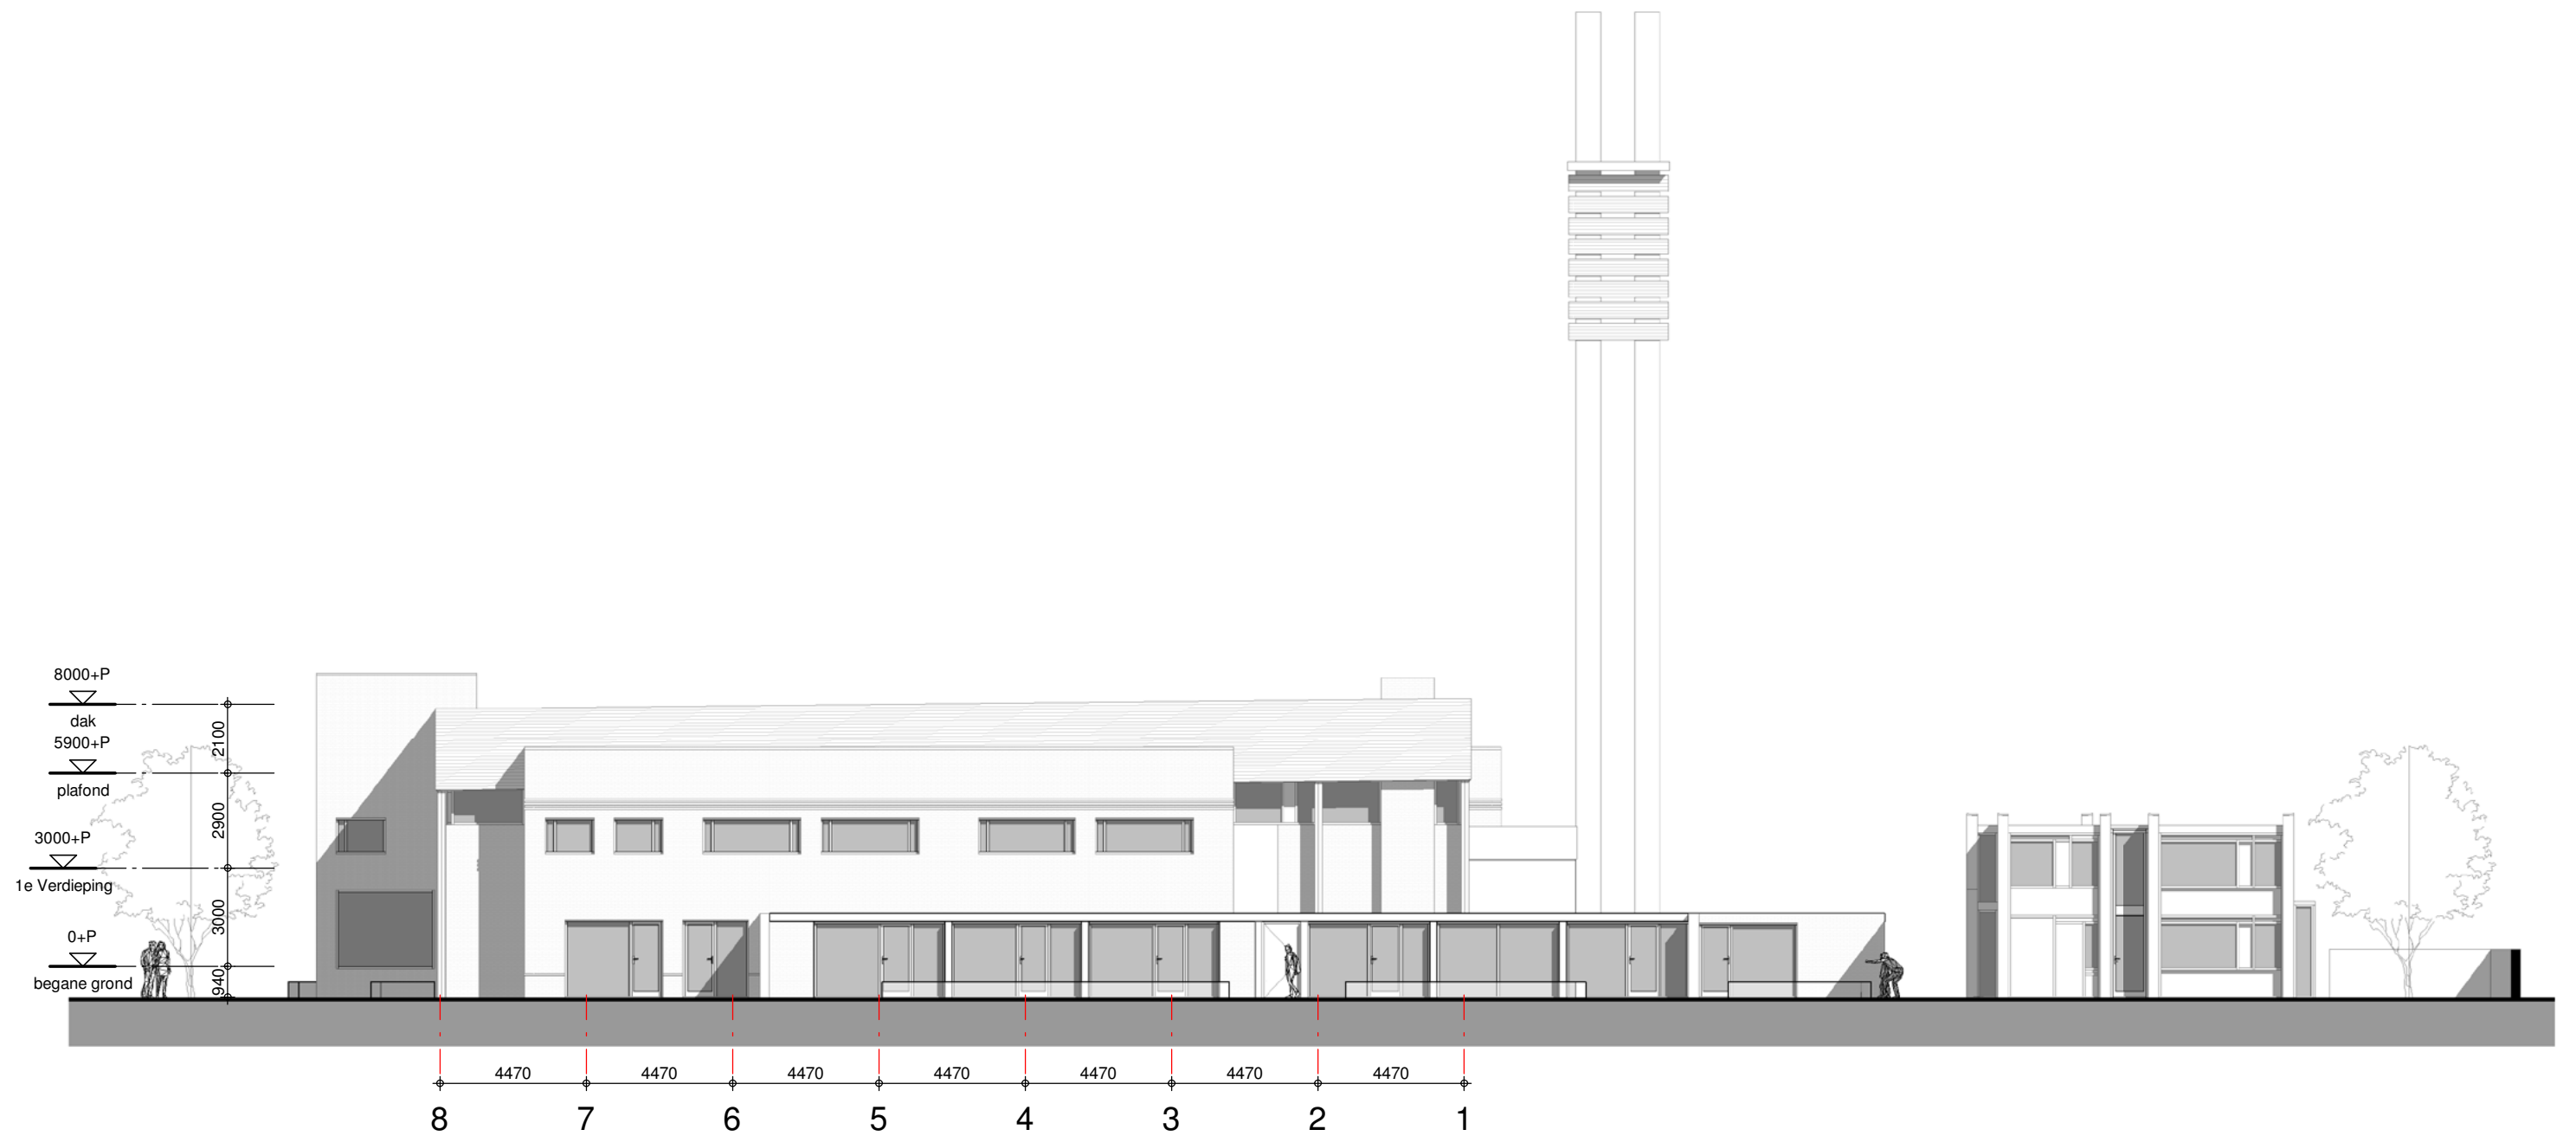 8000+P
dak
2100
5900+P
plafond
2900
3000+P
1e Verdieping
3000
0+P
begane grond
940
4470 4470 4470 4470 4470 4470 4470
8 7 6 5 4 3 2 1